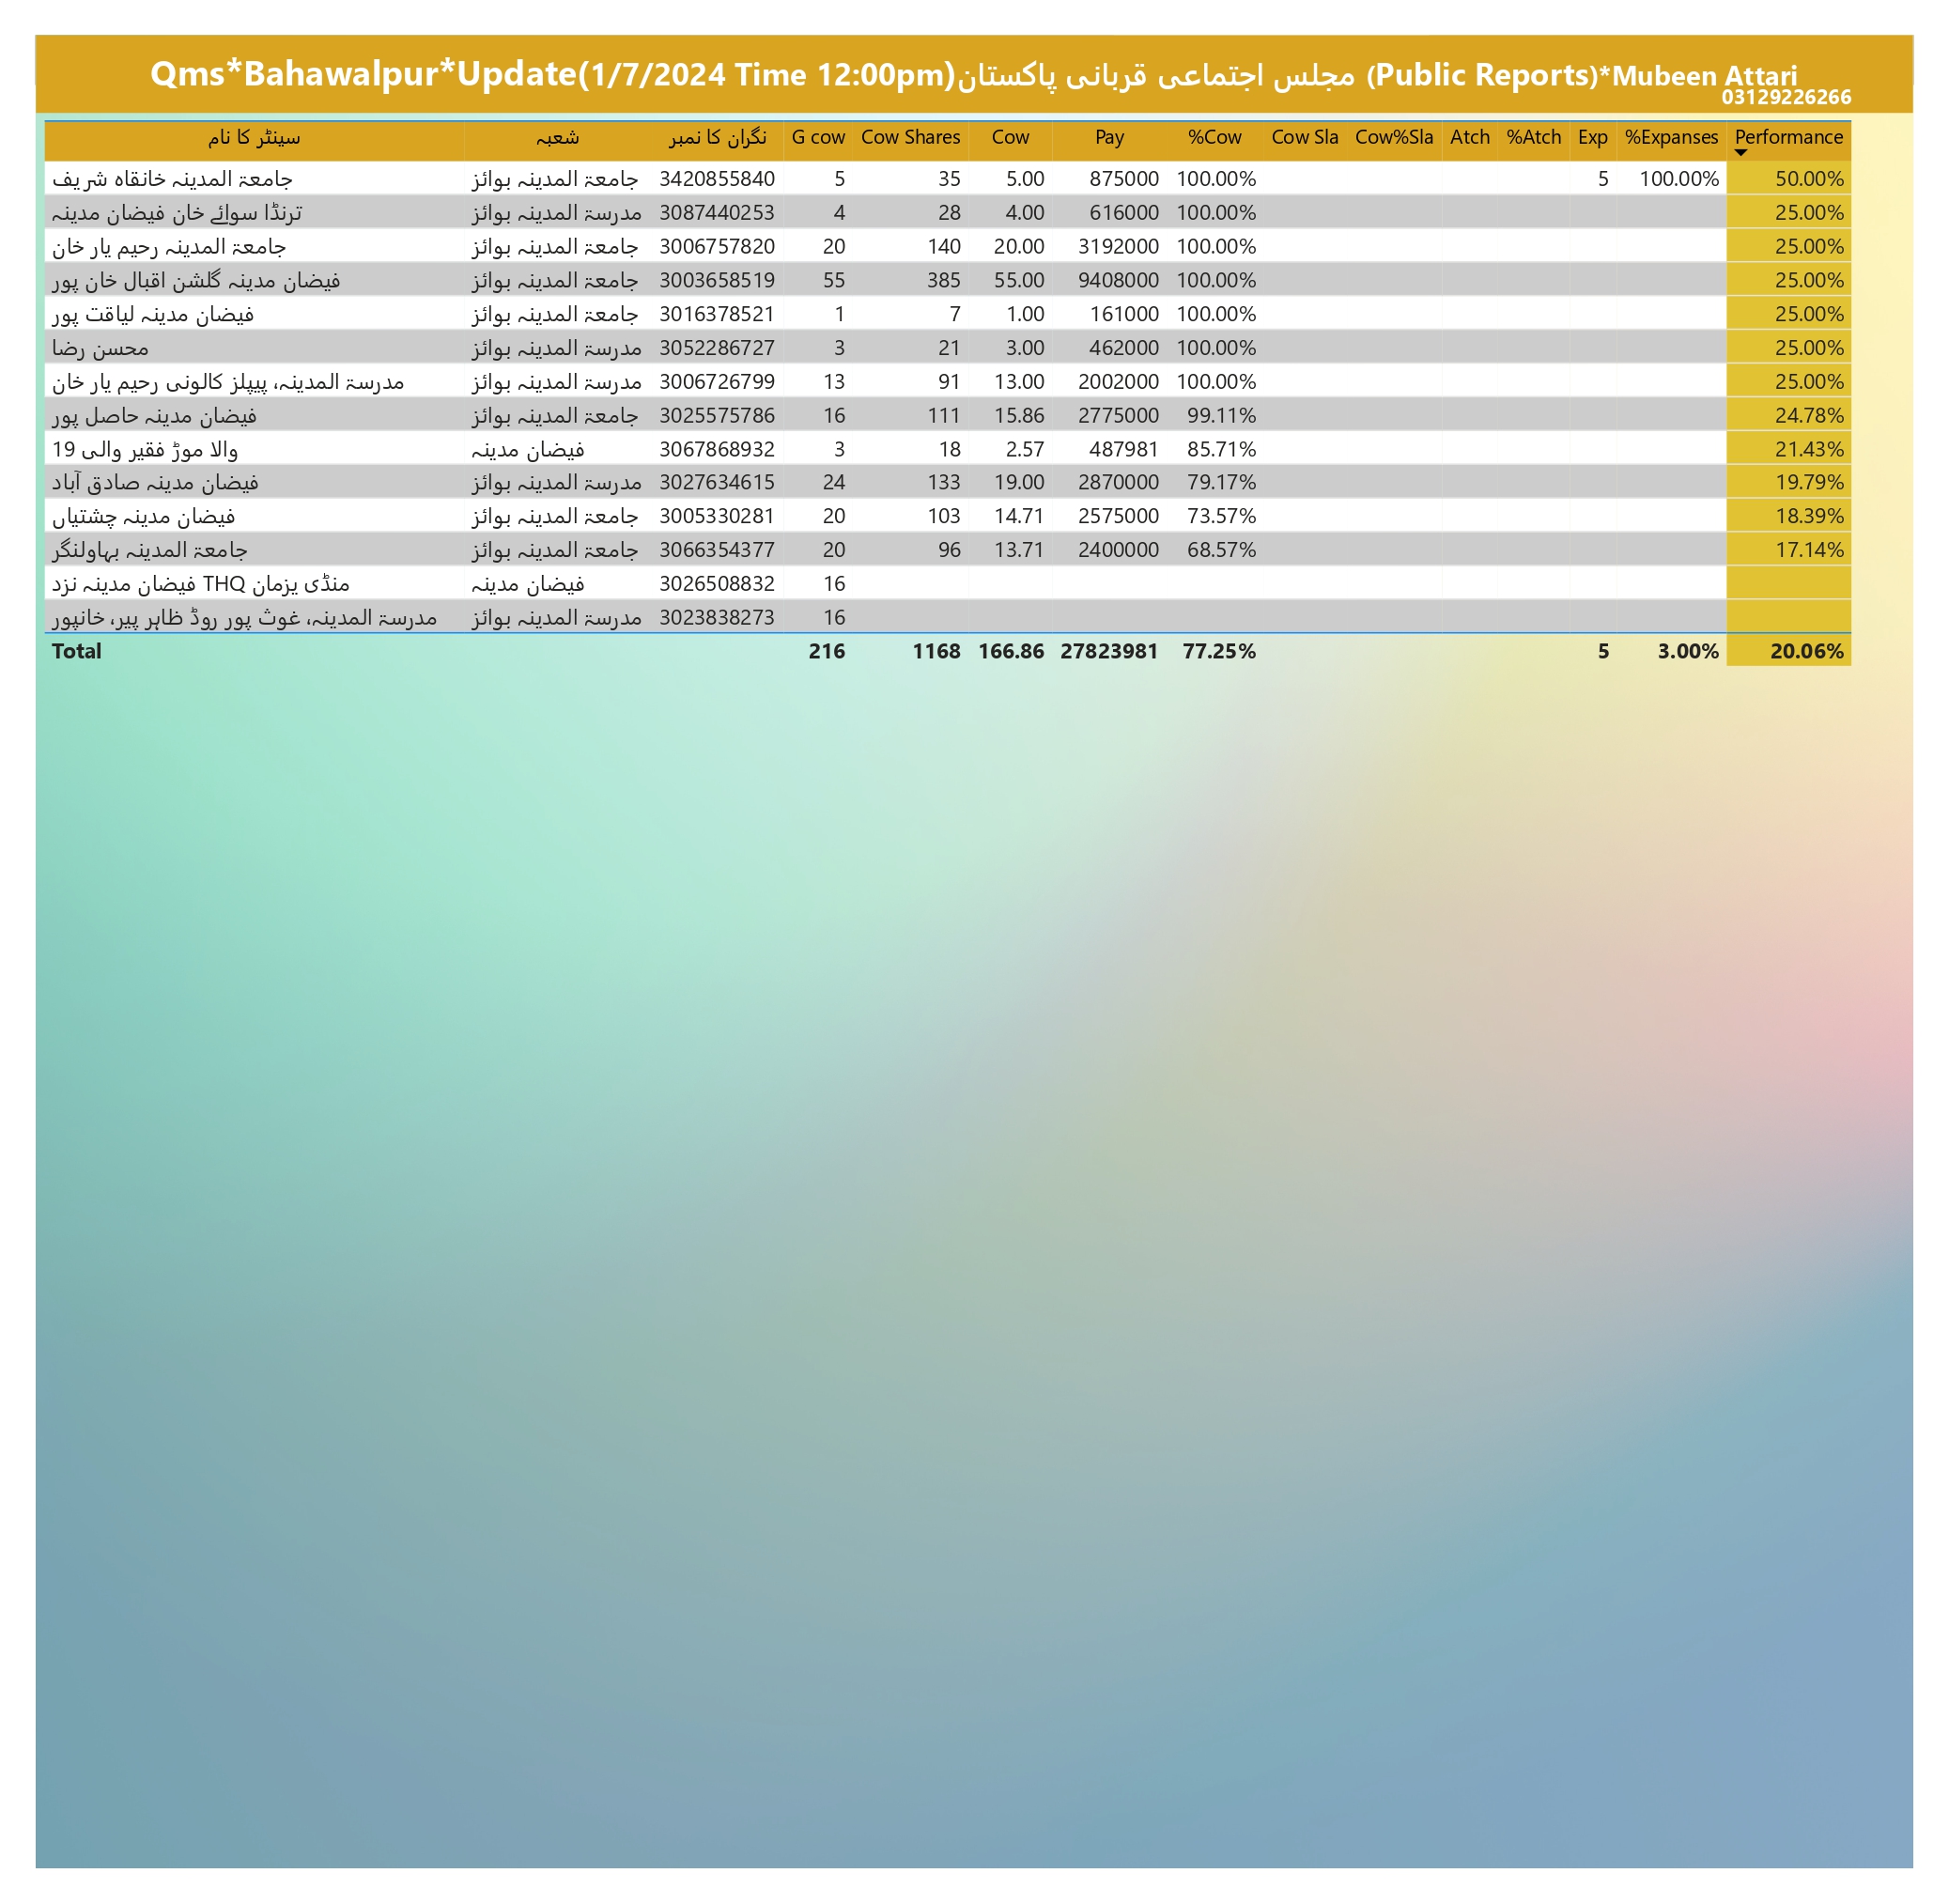 Qms*Bahawalpur*Update(1/7/2024 Time 12:00pm)مجلس اجتماعی قربانی پاکستان (Public Reports)*Mubeen Attari
03129226266
سینٹر کا نام شعبہ نگران کا نمبر G cow Cow Shares Cow Pay %Cow Cow Sla Cow%Sla Atch %Atch Exp %Expanses Performance
جامعۃ المدینہ خانقاہ شریف جامعۃ المدینہ بوائز 3420855840 5 35 5.00 875000 100.00% 5 100.00% 50.00%
ترنڈا سوائے خان فیضان مدینہ مدرسۃ المدینہ بوائز 3087440253 4 28 4.00 616000 100.00% 25.00%
جامعۃ المدینہ رحیم یار خان جامعۃ المدینہ بوائز 3006757820 20 140 20.00 3192000 100.00% 25.00%
فیضان مدینہ گلشن اقبال خان پور جامعۃ المدینہ بوائز 3003658519 55 385 55.00 9408000 100.00% 25.00%
فیضان مدینہ لیاقت پور جامعۃ المدینہ بوائز 3016378521 1 7 1.00 161000 100.00% 25.00%
محسن رضا مدرسۃ المدینہ بوائز 3052286727 3 21 3.00 462000 100.00% 25.00%
مدرسۃ المدینہ، پیپلز کالونی رحیم یار خان مدرسۃ المدینہ بوائز 3006726799 13 91 13.00 2002000 100.00% 25.00%
فیضان مدینہ حاصل پور جامعۃ المدینہ بوائز 3025575786 16 111 15.86 2775000 99.11% 24.78%
19 والا موڑ فقیر والی فیضان مدینہ 3067868932 3 18 2.57 487981 85.71% 21.43%
فیضان مدینہ صادق آباد مدرسۃ المدینہ بوائز 3027634615 24 133 19.00 2870000 79.17% 19.79%
فیضان مدینہ چشتیاں جامعۃ المدینہ بوائز 3005330281 20 103 14.71 2575000 73.57% 18.39%
جامعۃ المدینہ بہاولنگر جامعۃ المدینہ بوائز 3066354377 20 96 13.71 2400000 68.57% 17.14%
فیضان مدینہ نزد THQ منڈی یزمان فیضان مدینہ 3026508832 16
مدرسۃ المدینہ، غوث پور روڈ ظاہر پیر، خانپور مدرسۃ المدینہ بوائز 3023838273 16
Total 216 1168 166.86 27823981 77.25% 5 3.00% 20.06%